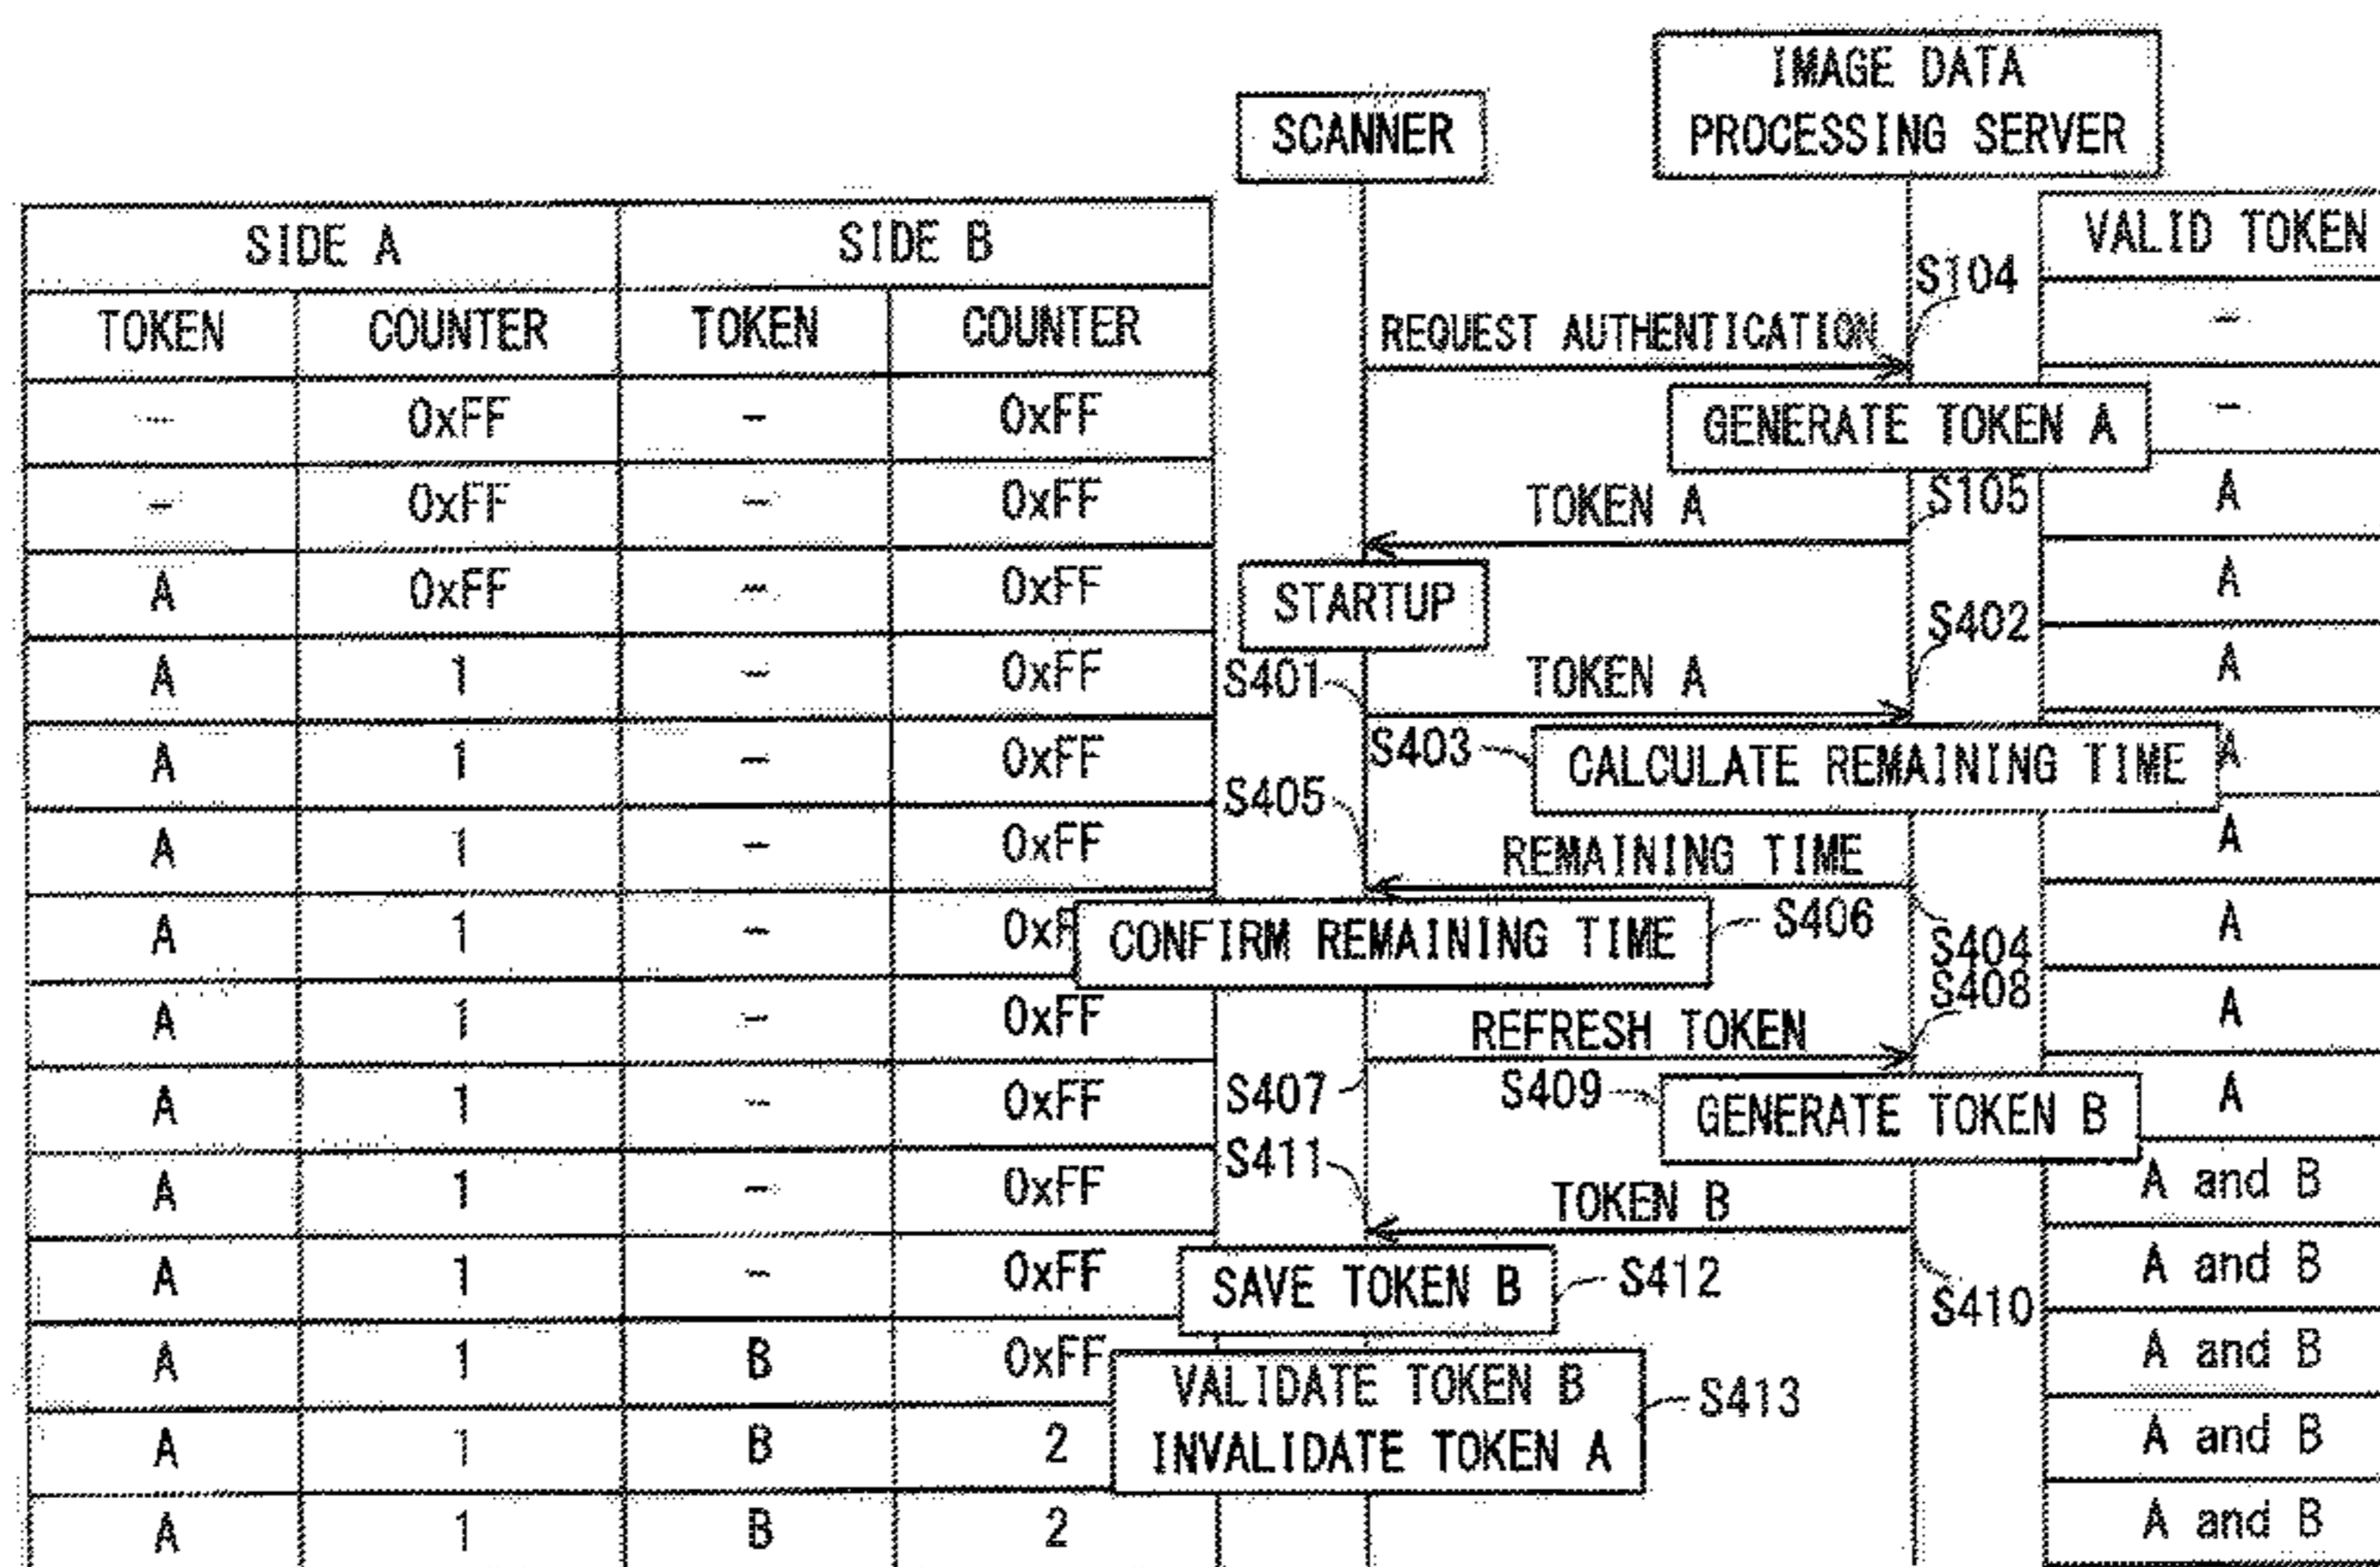 IMAGE DATA
PROCESSING SERVER
SCANNER
SIDE A SIDE B VALID TOKEN
S104
TOKEN COUNTER TOKEN COUNTER REQUEST AUTHENTICATION -
- 0xFF - 0xFF GENERATE TOKEN A -
- 0xFF - 0xFF TOKEN A S105 A
A 0xFF - 0xFF STARTUP A
S402
A 1 - 0xFF S401 TOKEN A A
A 1 - 0xFF S403 CALCULATE REMAINING TIME A
S405
A 1 - 0xFF REMAINING TIME A
A 1 - 0xF CONFIRM REMAINING TIME S406 A
S404
S408
A 1 - 0xFF REFRESH TOKEN A
A 1 - 0xFF S407 S409 GENERATE TOKEN B A
S411
A 1 - 0xFF TOKEN B A and B
A 1 - 0xFF SAVE TOKEN B S412 A and B
S410
A 1 B 0xFF VALIDATE TOKEN B A and B
S413
A 1 B 2 INVALIDATE TOKEN A A and B
A 1 B 2 A and B